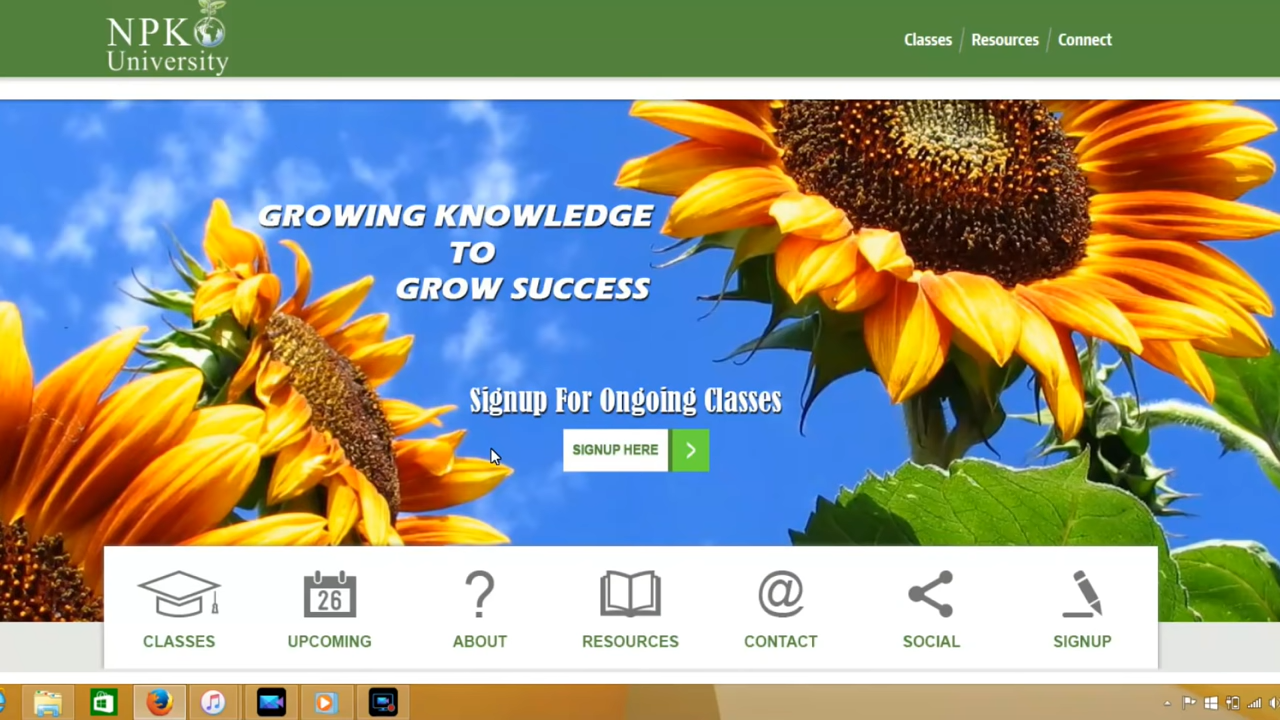 NPK
University
Classes
Resources
Connect
GROWING KNOWLEDGE
TO
GROW SUCCESS
Signup For Ongoing Classes
SIGNUP HERE
26
CLASSES
UPCOMING
ABOUT
RESOURCES
CONTACT
SOCIAL
SIGNUP